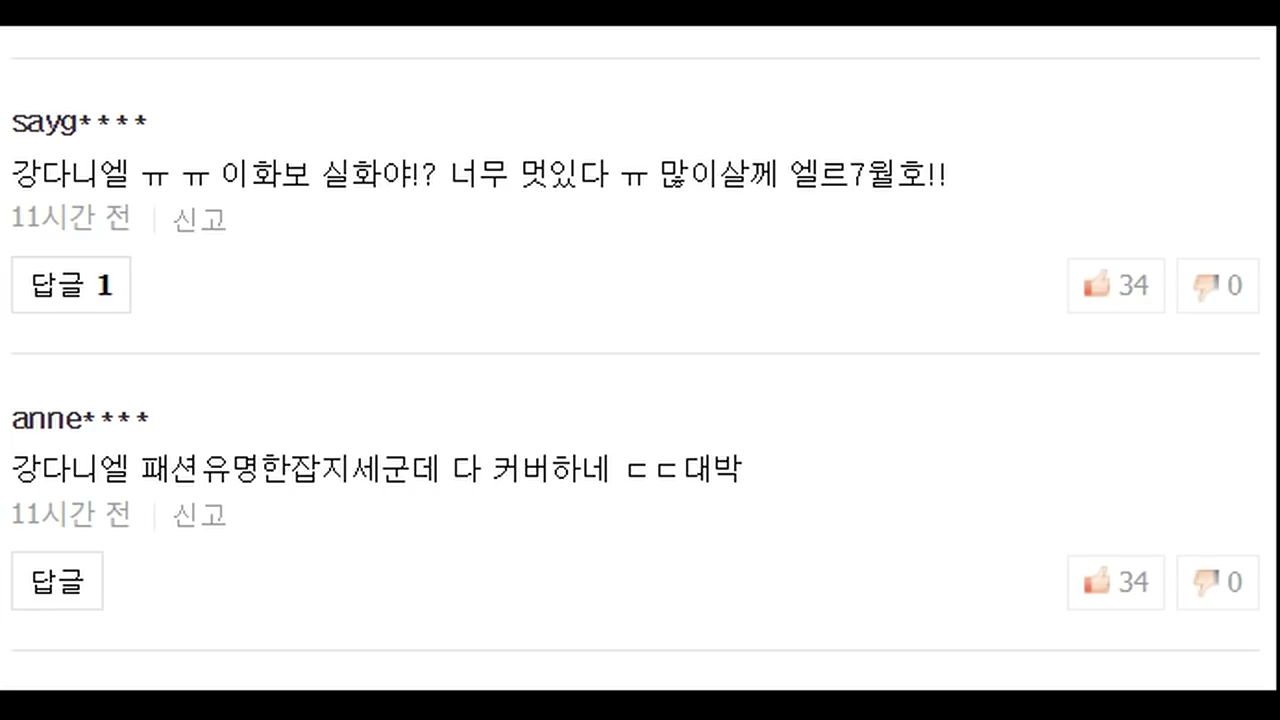 sayg****
강다니엘 ㅠ ㅠ 이화보 실화야!? 너무 멋있다 ㅠ 많이살께 엘르7월호!!
11시간 전 신고
답글 1 34 0
anne****
강다니엘 패션유명한잡지세군데 다 커버하네 ㄷㄷ대박
11시간 전 신고
답글 34 0